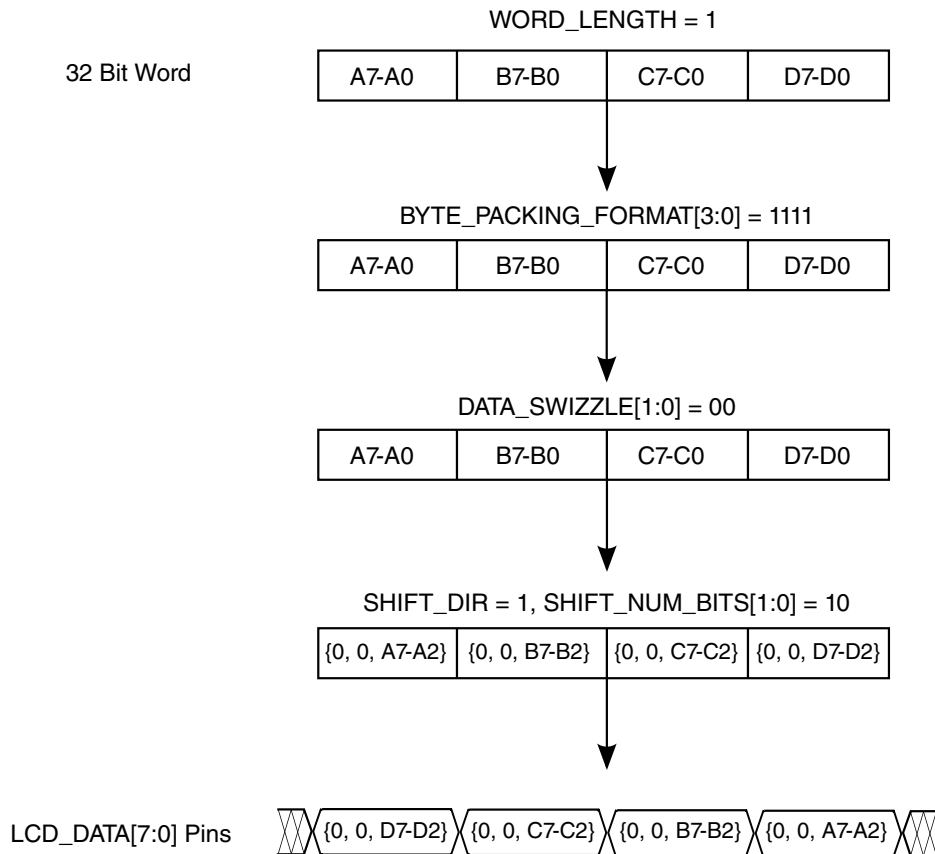 WORD_LENGTH = 1
32 Bit Word
A7-A0 B7-B0 C7-C0 D7-D0
BYTE_PACKING_FORMAT[3:0] = 1111
A7-A0 B7-B0 C7-C0 D7-D0
DATA_SWIZZLE[1:0] = 00
A7-A0 B7-B0 C7-C0 D7-D0
SHIFT_DIR = 1, SHIFT_NUM_BITS[1:0] = 10
{0, 0, A7-A2} {0, 0, B7-B2} {0, 0, C7-C2} {0, 0, D7-D2}
LCD_DATA[7:0] Pins {0, 0, D7-D2} {0, 0, C7-C2} {0, 0, B7-B2} {0, 0, A7-A2}